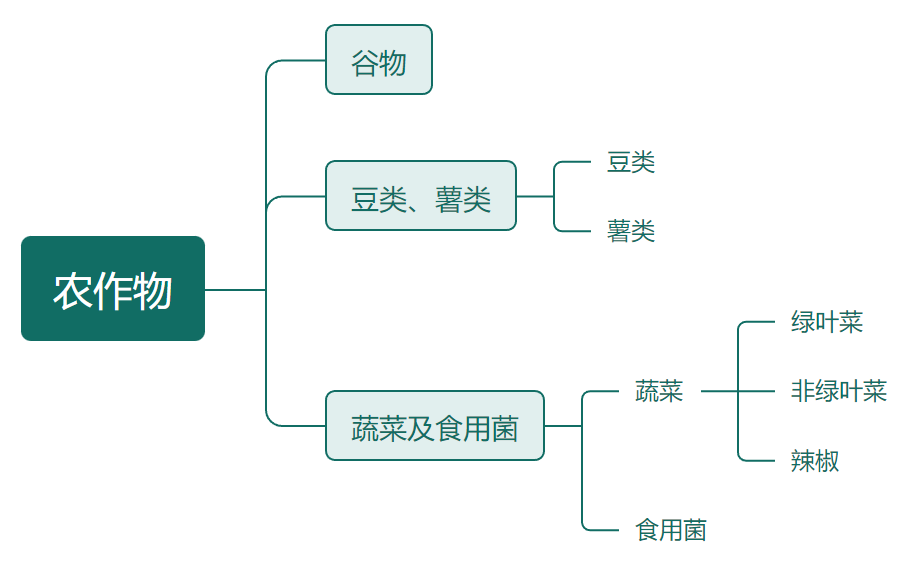 农作物
谷物
豆类、薯类
豆类
薯类
蔬菜及食用菌
蔬菜
绿叶菜
非绿叶菜
辣椒
食用菌